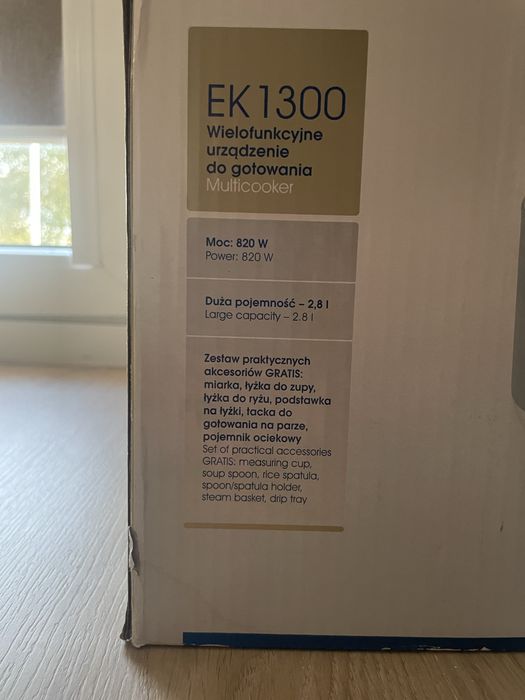 EK1300
Wielofunkcyjne
urządzenie
do gotowania
Multicooker
Moc: 820 W
Power: 820 W
Duża pojemność – 2,8 l
Large capacity – 2.8 l
Zestaw praktycznych
akcesoriów GRATIS:
miarka, łyżka do zupy,
łyżka do ryżu, podstawka
na łyżki, tacka do
gotowania na parze,
pojemnik ociekowy
Set of practical accessories
GRATIS: measuring cup,
soup spoon, rice spatula,
spoon/spatula holder,
steam basket, drip tray